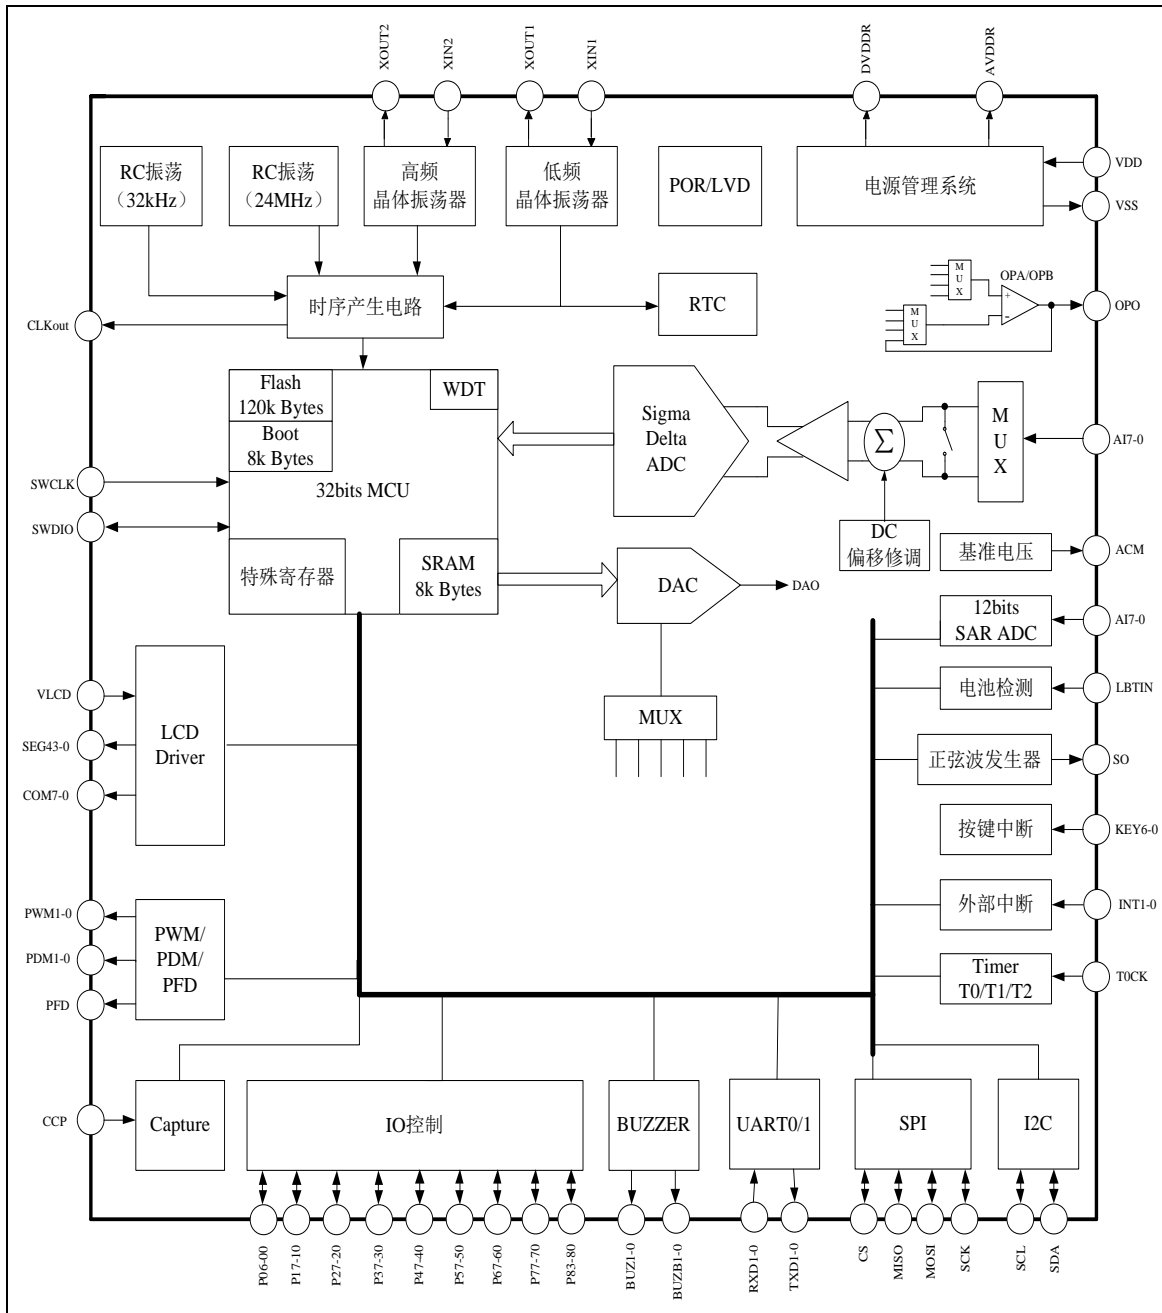 XOUT2
XIN2
XOUT1
XIN1
DVDDR
AVDDR
RC振荡
（32kHz）
RC振荡
（24MHz）
高频
晶体振荡器
低频
晶体振荡器
POR/LVD
电源管理系统
VDD
VSS
时序产生电路
RTC
CLKout
MUX
MUX
OPA/OPB
+
−
OPO
Flash
120k Bytes
WDT
Boot
8k Bytes
32bits MCU
SWCLK
SWDIO
特殊寄存器
SRAM
8k Bytes
Sigma
Delta
ADC
Σ
MUX
AI7-0
DC
偏移修调
基准电压
ACM
DAC
DAO
12bits
SAR ADC
AI7-0
MUX
电池检测
LBTIN
VLCD
SEG43-0
COM7-0
LCD
Driver
正弦波发生器
SO
按键中断
KEY6-0
外部中断
INT1-0
Timer
T0/T1/T2
T0CK
PWM1-0
PDM1-0
PFD
PWM/
PDM/
PFD
CCP
Capture
IO控制
BUZZER
UART0/1
SPI
I2C
P06-00
P17-10
P27-20
P37-30
P47-40
P57-50
P67-60
P77-70
P83-80
BUZ1-0
BUZB1-0
RXD1-0
TXD1-0
CS
MISO
MOSI
SCK
SCL
SDA